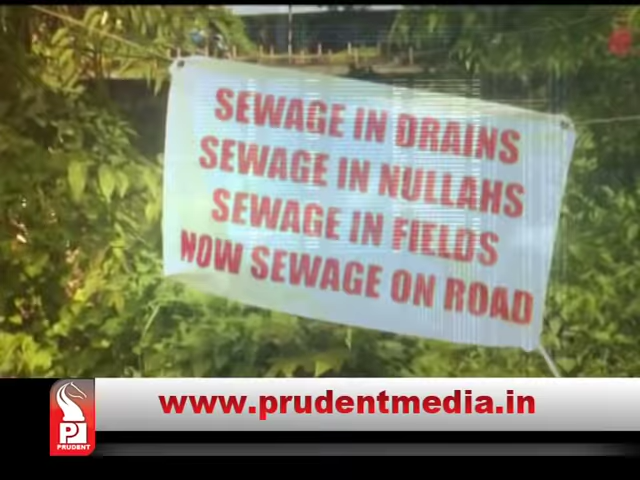 SEWAGE IN DRAINS
SEWAGE IN NULLAHS
SEWAGE IN FIELDS
NOW SEWAGE ON ROAD
www.prudentmedia.in
P
PRUDENT